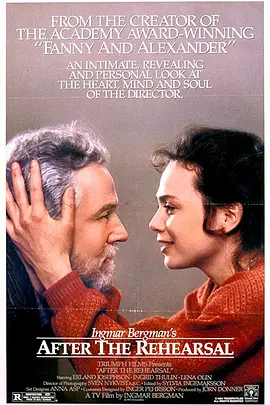 FROM THE CREATOR OF
THE ACADEMY AWARD-WINNING
"FANNY AND ALEXANDER"
AN INTIMATE, REVEALING
AND PERSONAL LOOK AT
THE HEART, MIND AND SOUL
OF THE DIRECTOR.
Ingmar Bergman's
AFTER THE REHEARSAL
TRIUMPH FILMS Presents
"AFTER THE REHEARSAL"
Starring ERLAND JOSEPHSON • INGRID THULIN • LENA OLIN
Director of Photography SVEN NYKVIST • Edited by SYLVIA INGEMARSSON
Set Designer ANNA ASP • Costumes Designed by INGER PEHRSSON • Produced by JÖRN DONNER
A TV Film by INGMAR BERGMAN
R RESTRICTED